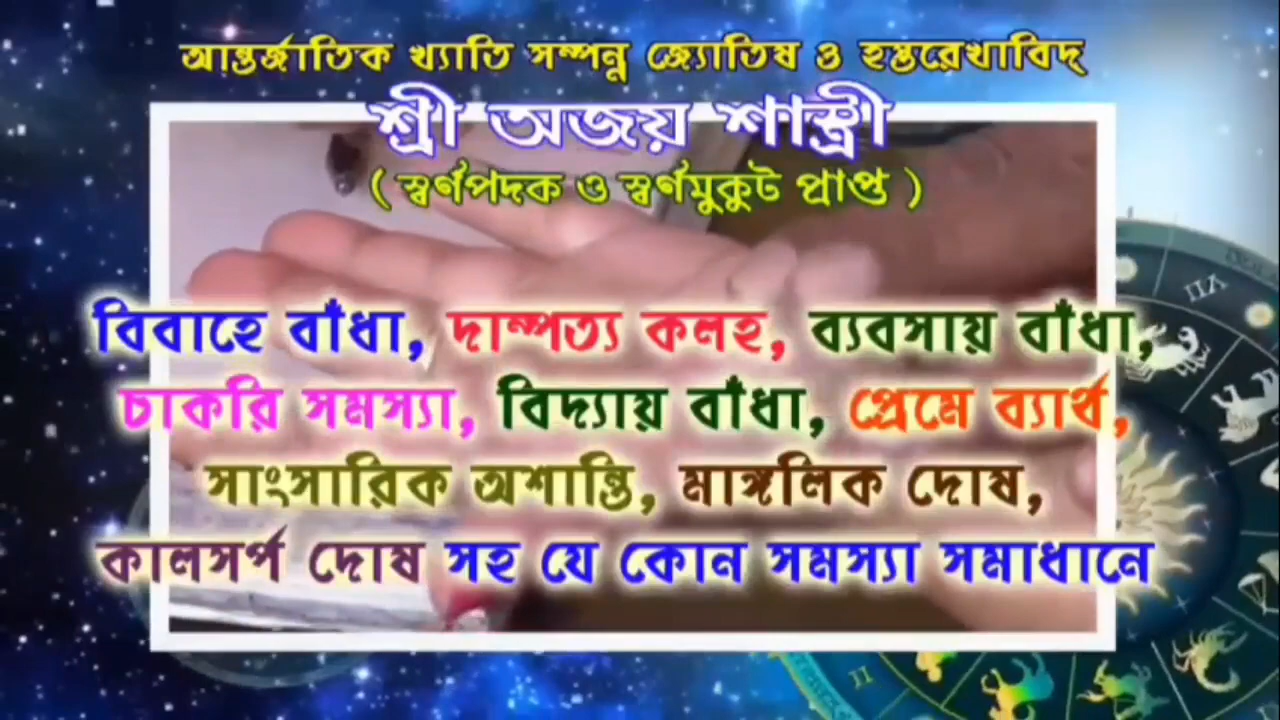 আন্তর্জাতিক খ্যাতি সম্পন্ন জ্যোতিষ ও হস্তরেখাবিদ
শ্রী অজয় শাস্ত্রী
( স্বর্ণপদক ও স্বর্ণমুকুট প্রাপ্ত )
বিবাহে বাঁধা, দাম্পত্য কলহ, ব্যবসায় বাঁধা,
চাকরি সমস্যা, বিদ্যায় বাঁধা, প্রেমে ব্যার্থ,
সাংসারিক অশান্তি, মাঙ্গলিক দোষ,
কালসর্প দোষ সহ যে কোন সমস্যা সমাধানে